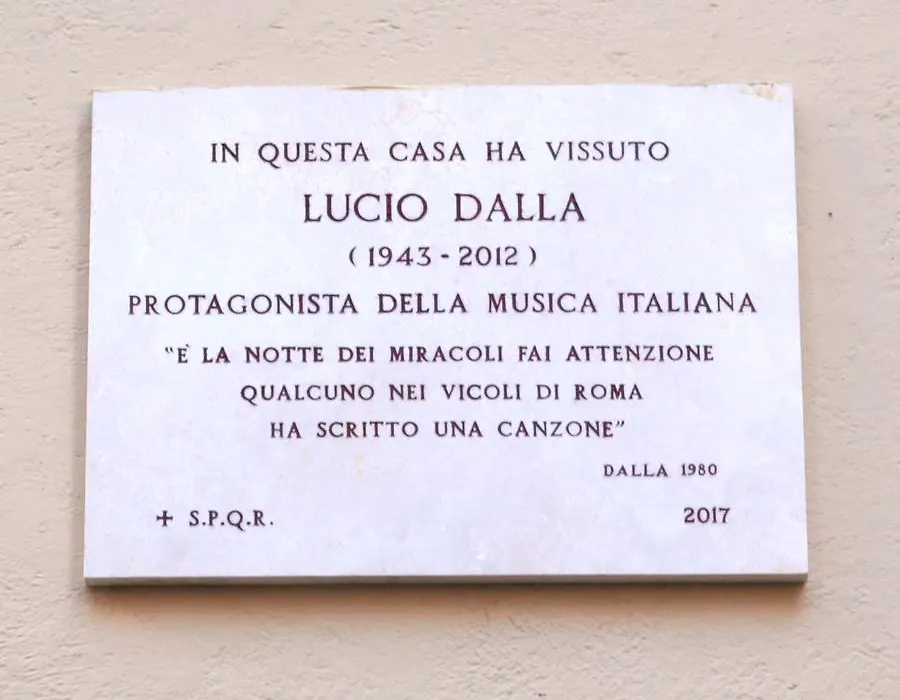 IN QUESTA CASA HA VISSUTO
LUCIO DALLA
( 1943 - 2012 )
PROTAGONISTA DELLA MUSICA ITALIANA
"È LA NOTTE DEI MIRACOLI FAI ATTENZIONE
QUALCUNO NEI VICOLI DI ROMA
HA SCRITTO UNA CANZONE"
DALLA 1980
+ S.P.Q.R. 2017